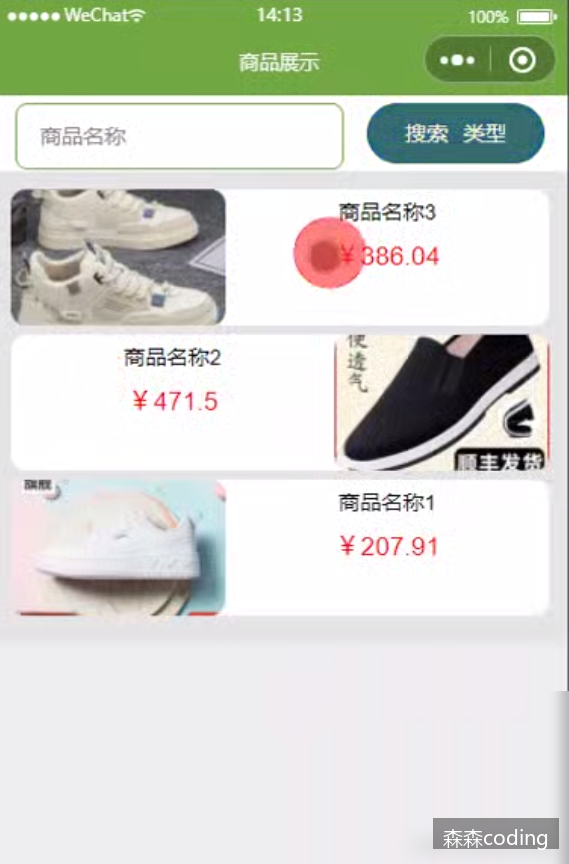 WeChat 14:13 100%
商品展示
商品名称 搜索 类型
商品名称3
￥386.04
商品名称2
￥471.5
便透气
顺丰发货
旗舰
商品名称1
￥207.91
森森coding